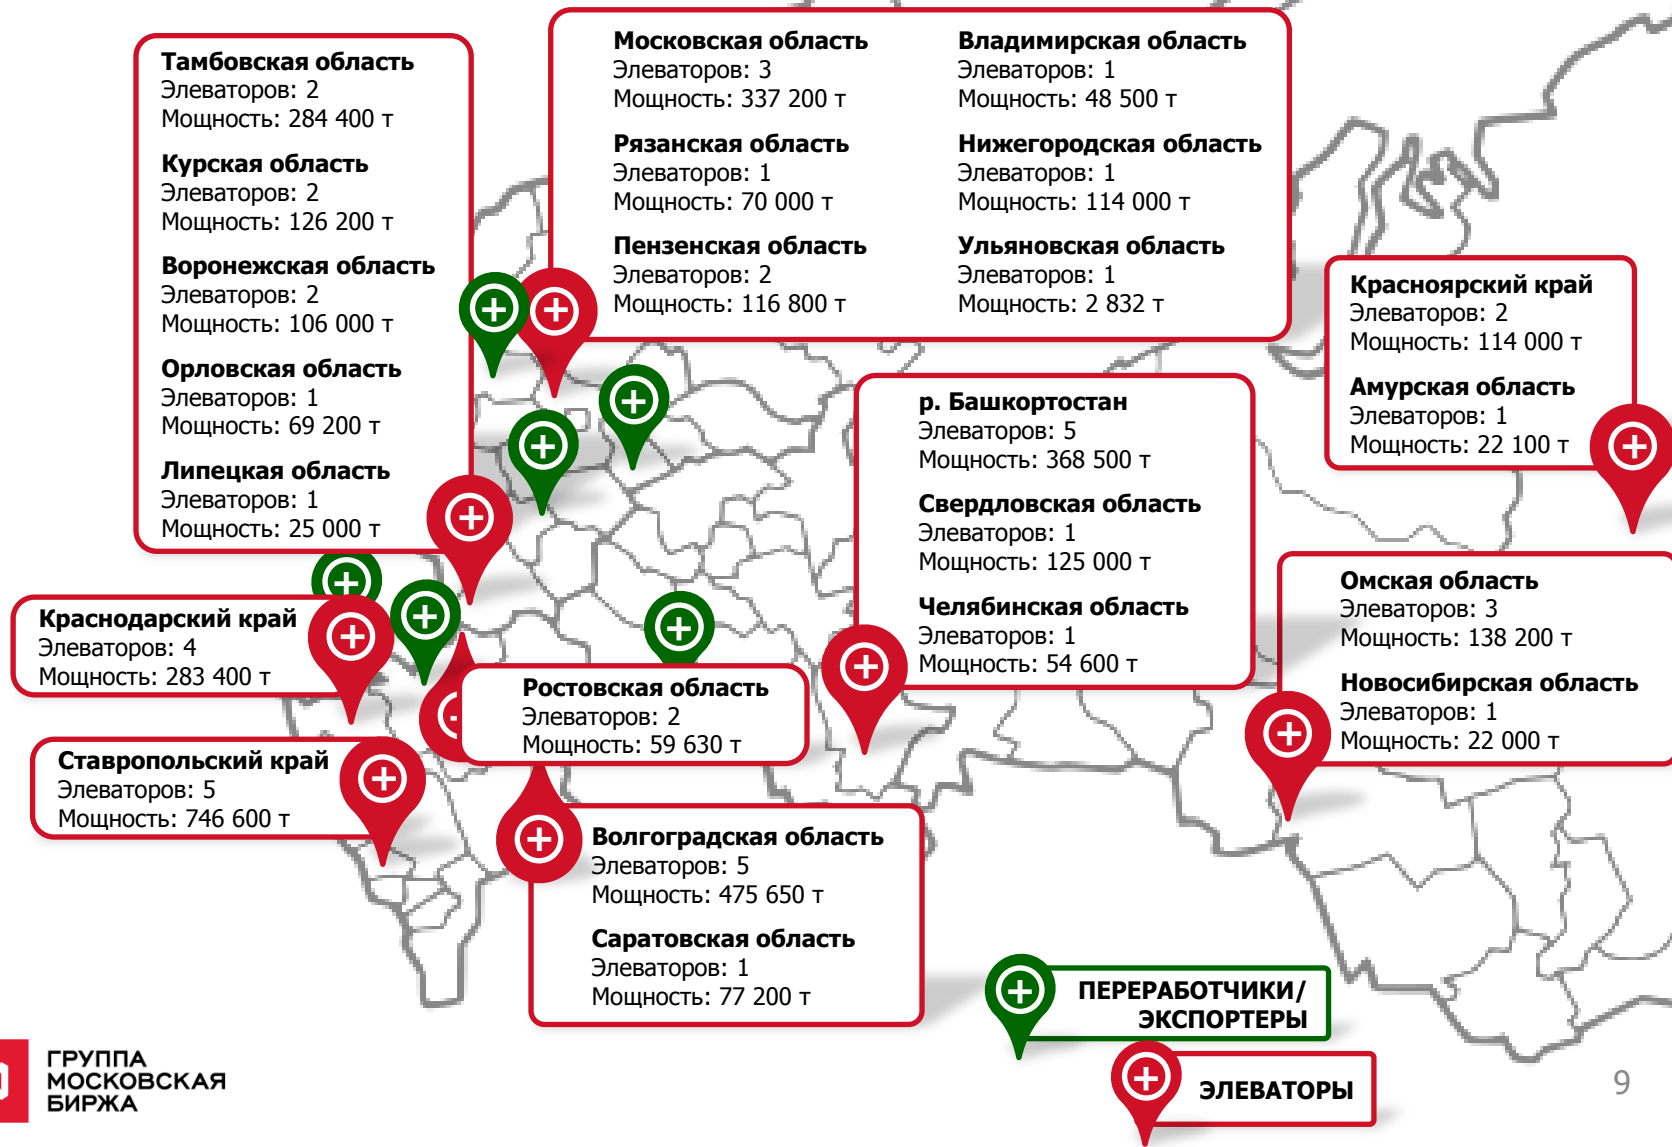 Тамбовская область
Элеваторов: 2
Мощность: 284 400 т
Курская область
Элеваторов: 2
Мощность: 126 200 т
Воронежская область
Элеваторов: 2
Мощность: 106 000 т
Орловская область
Элеваторов: 1
Мощность: 69 200 т
Липецкая область
Элеваторов: 1
Мощность: 25 000 т
Московская область
Элеваторов: 3
Мощность: 337 200 т
Рязанская область
Элеваторов: 1
Мощность: 70 000 т
Пензенская область
Элеваторов: 2
Мощность: 116 800 т
Владимирская область
Элеваторов: 1
Мощность: 48 500 т
Нижегородская область
Элеваторов: 1
Мощность: 114 000 т
Ульяновская область
Элеваторов: 1
Мощность: 2 832 т
Красноярский край
Элеваторов: 2
Мощность: 114 000 т
Амурская область
Элеваторов: 1
Мощность: 22 100 т
р. Башкортостан
Элеваторов: 5
Мощность: 368 500 т
Свердловская область
Элеваторов: 1
Мощность: 125 000 т
Челябинская область
Элеваторов: 1
Мощность: 54 600 т
Омская область
Элеваторов: 3
Мощность: 138 200 т
Новосибирская область
Элеваторов: 1
Мощность: 22 000 т
Краснодарский край
Элеваторов: 4
Мощность: 283 400 т
Ростовская область
Элеваторов: 2
Мощность: 59 630 т
Ставропольский край
Элеваторов: 5
Мощность: 746 600 т
Волгоградская область
Элеваторов: 5
Мощность: 475 650 т
Саратовская область
Элеваторов: 1
Мощность: 77 200 т
ПЕРЕРАБОТЧИКИ/
ЭКСПОРТЕРЫ
ЭЛЕВАТОРЫ
ГРУППА
МОСКОВСКАЯ
БИРЖА
9